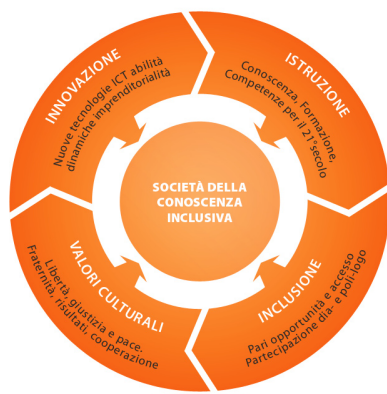 INNOVAZIONE
Nuove tecnologie ICT abilità
dinamiche imprenditorialità
ISTRUZIONE
Conoscenza, Formazione,
Competenze per il 21°secolo
SOCIETÀ DELLA
CONOSCENZA
INCLUSIVA
VALORI CULTURALI
Libertà, giustizia e pace.
Fraternità, risultati, cooperazione
INCLUSIONE
Pari opportunità e accesso
Partecipazione dia- e poli-logo